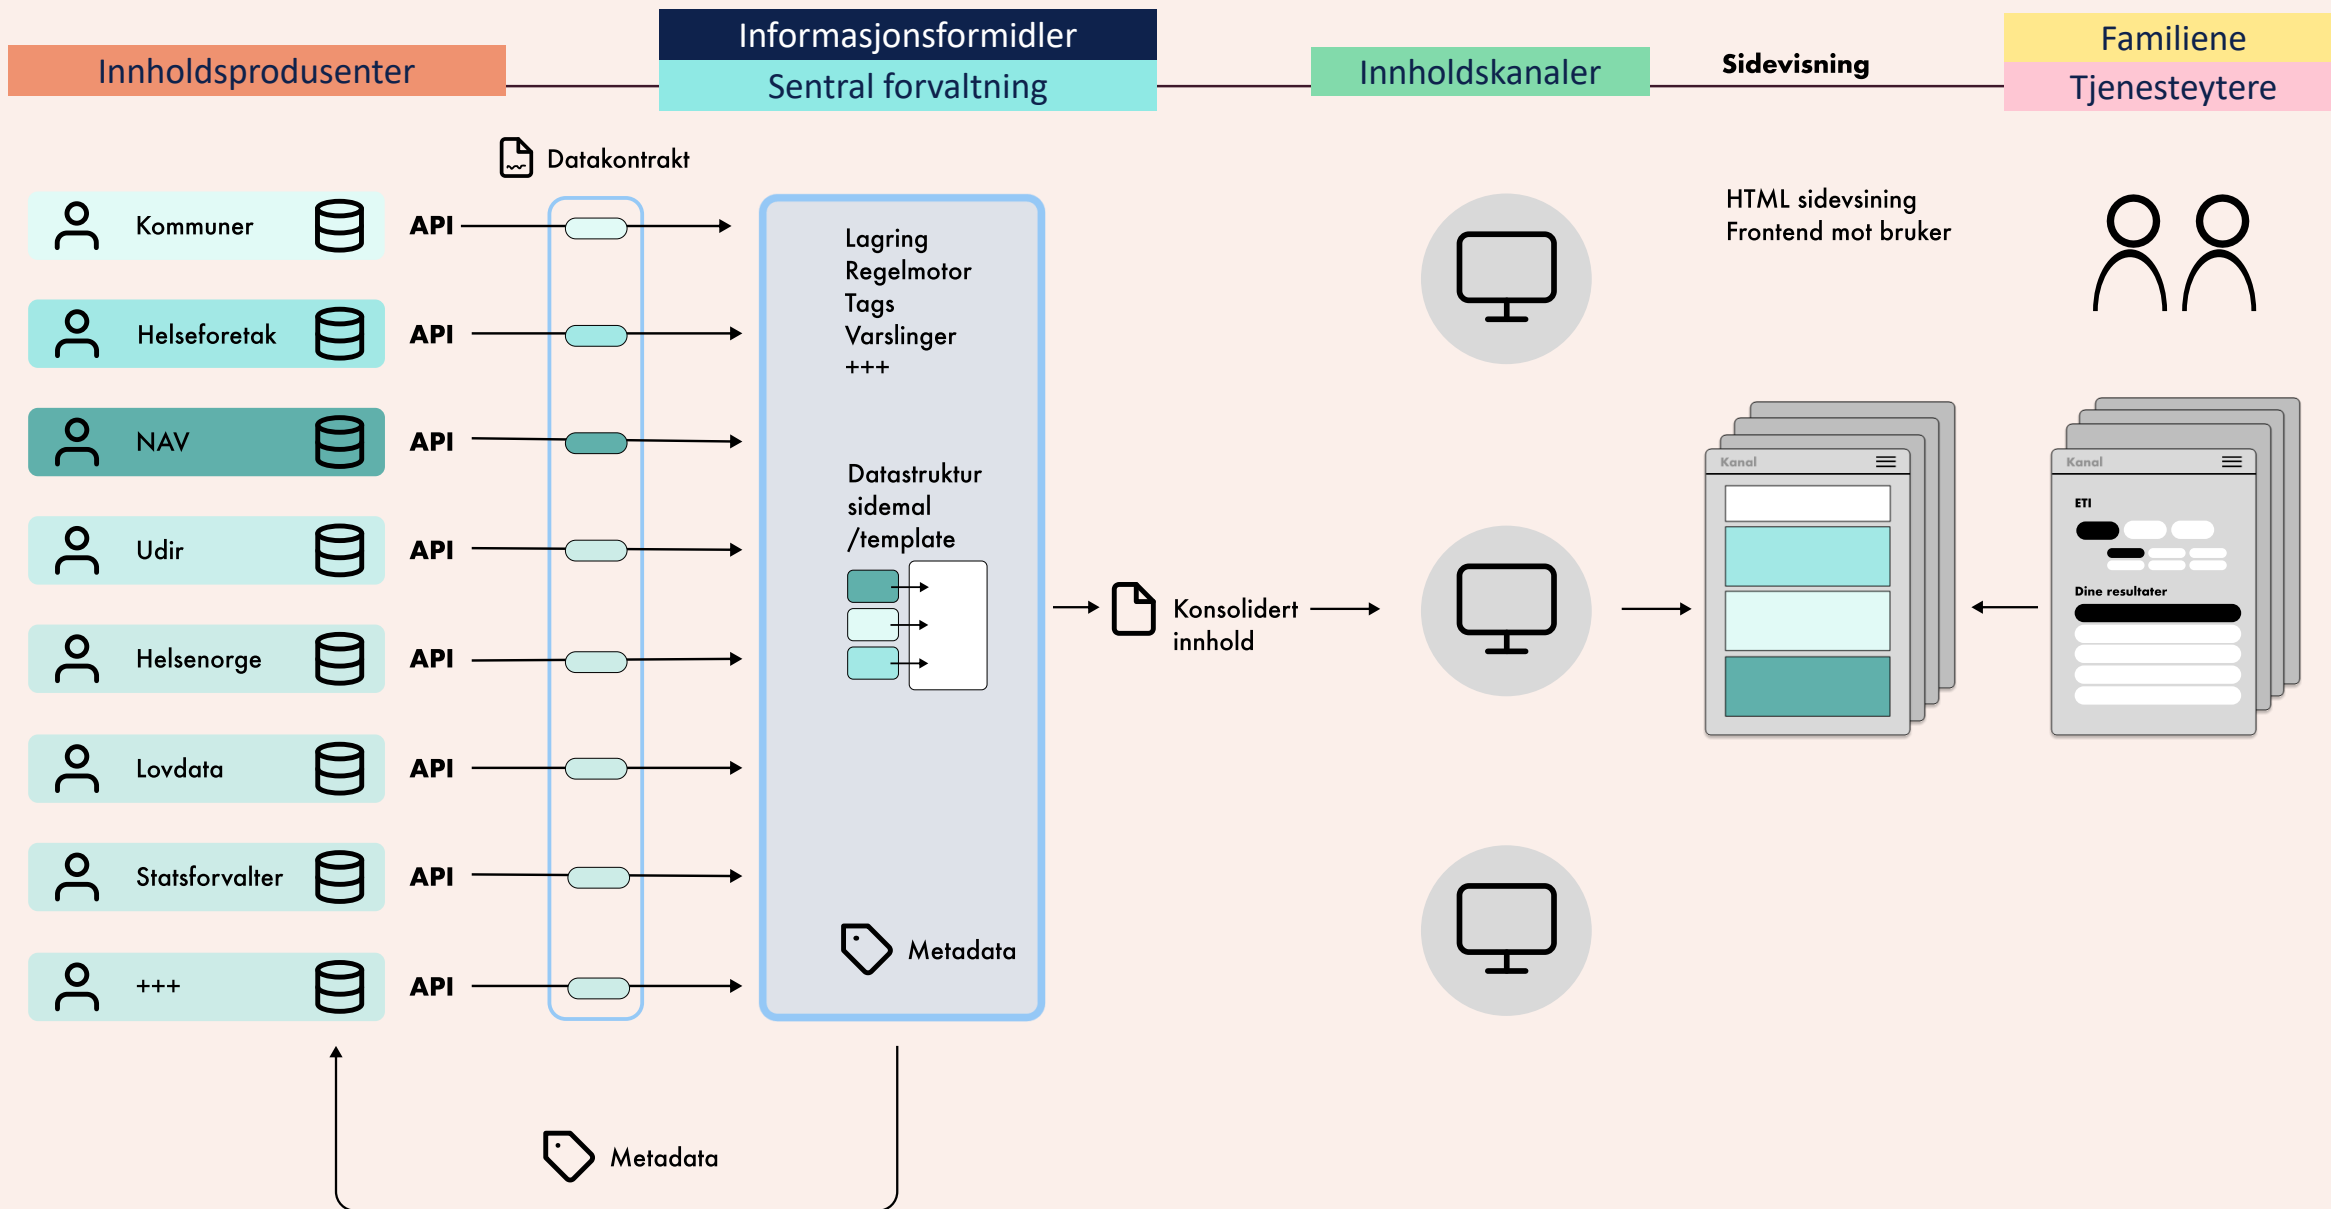 Innholdsprodusenter
Informasjonsformidler
Sentral forvaltning
Innholdskanaler
Sidevisning
Familiene
Tjenesteytere
Datakontrakt
Kommuner
API
Helseforetak
API
NAV
API
Udir
API
Helsenorge
API
Lovdata
API
Statsforvalter
API
+++
API
Lagring
Regelmotor
Tags
Varslinger
+++
Datastruktur
sidemal
/template
Metadata
Konsolidert
innhold
HTML sidevsining
Frontend mot bruker
Kanal
Kanal
ETI
Dine resultater
Metadata